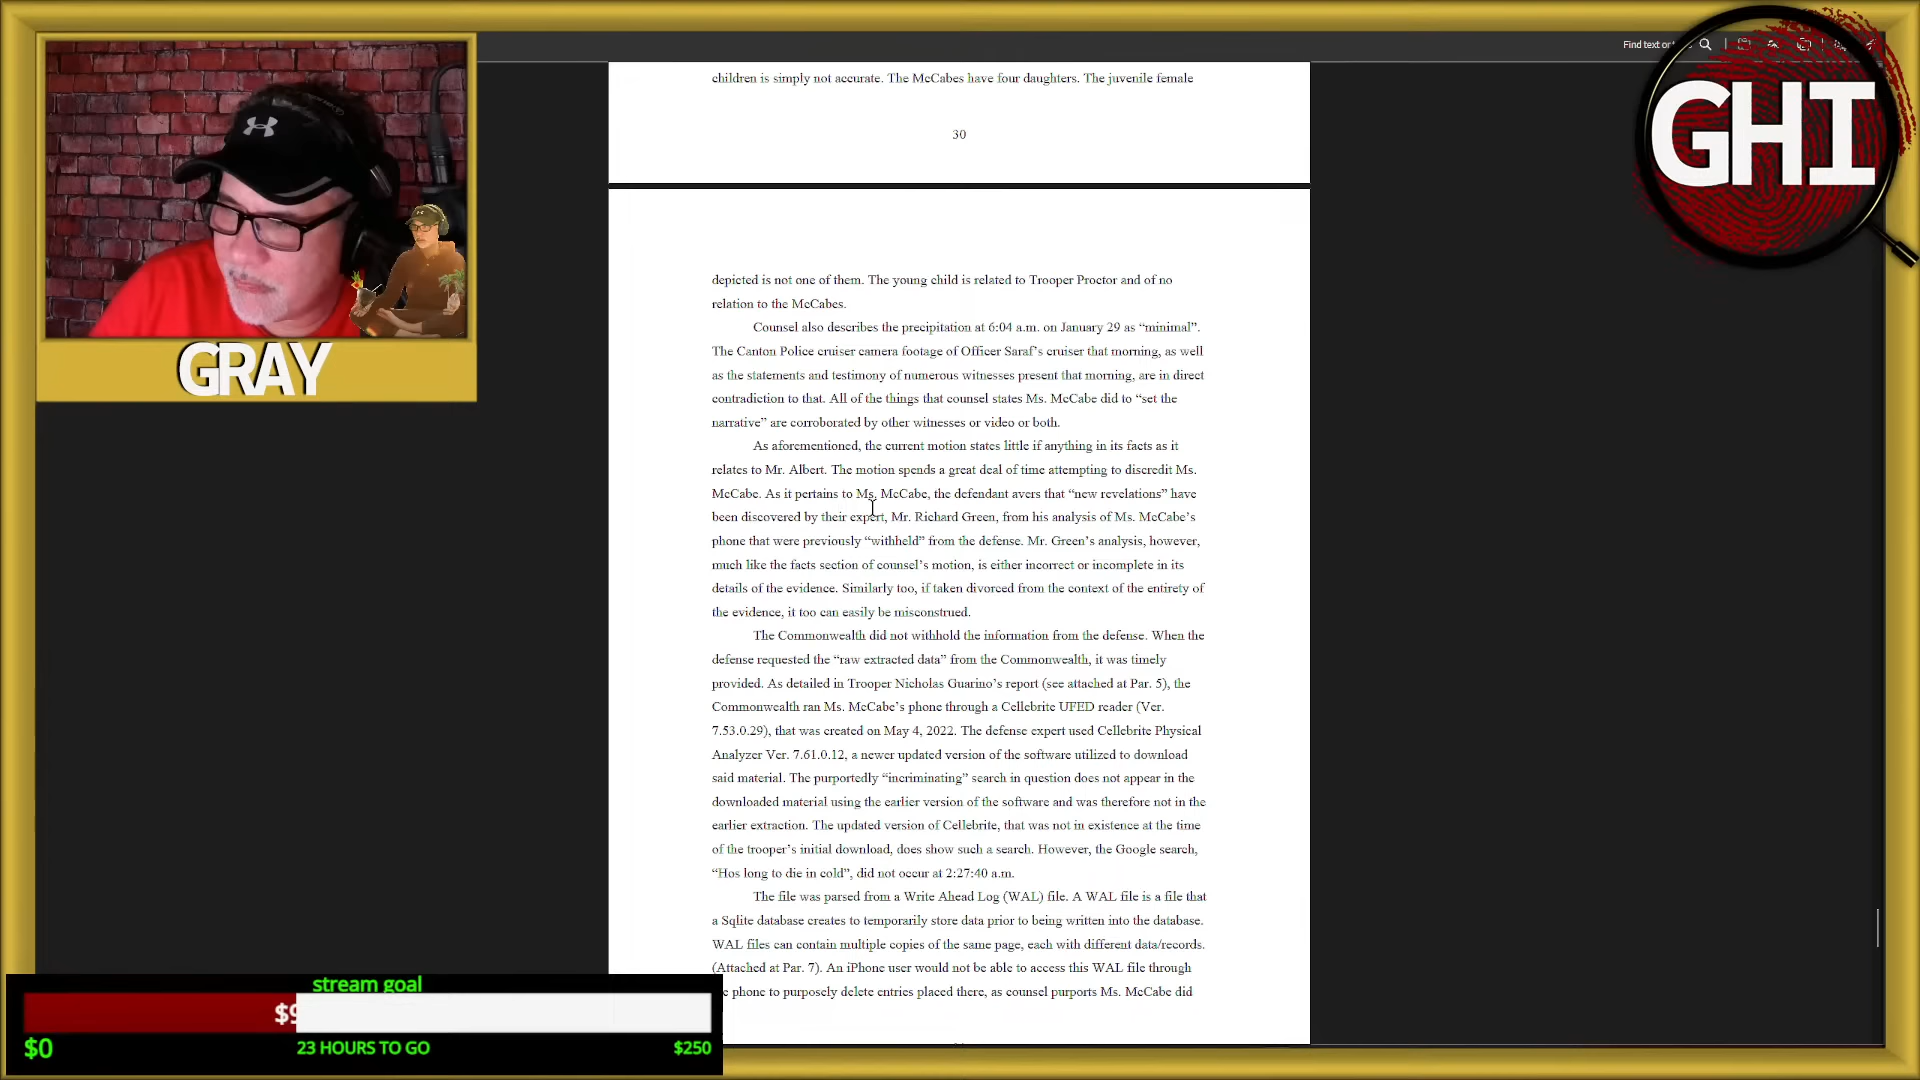 Find text or
GHI
GRAY
children is simply not accurate. The McCabes have four daughters. The juvenile female
30
depicted is not one of them. The young child is related to Trooper Proctor and of no
relation to the McCabes.
Counsel also describes the precipitation at 6:04 a.m. on January 29 as “minimal”.
The Canton Police cruiser camera footage of Officer Saraf’s cruiser that morning, as well
as the statements and testimony of numerous witnesses present that morning, are in direct
contradiction to that. All of the things that counsel states Ms. McCabe did to “set the
narrative” are corroborated by other witnesses or video or both.
As aforementioned, the current motion states little if anything in its facts as it
relates to Mr. Albert. The motion spends a great deal of time attempting to discredit Ms.
McCabe. As it pertains to Ms. McCabe, the defendant avers that “new revelations” have
been discovered by their expert, Mr. Richard Green, from his analysis of Ms. McCabe’s
phone that were previously “withheld” from the defense. Mr. Green’s analysis, however,
much like the facts section of counsel’s motion, is either incorrect or incomplete in its
details of the evidence. Similarly too, if taken divorced from the context of the entirety of
the evidence, it too can easily be misconstrued.
The Commonwealth did not withhold the information from the defense. When the
defense requested the “raw extracted data” from the Commonwealth, it was timely
provided. As detailed in Trooper Nicholas Guarino’s report (see attached at Par. 5), the
Commonwealth ran Ms. McCabe’s phone through a Cellebrite UFED reader (Ver.
7.53.0.29), that was created on May 4, 2022. The defense expert used Cellebrite Physical
Analyzer Ver. 7.61.0.12, a newer updated version of the software utilized to download
said material. The purportedly “incriminating” search in question does not appear in the
downloaded material using the earlier version of the software and was therefore not in the
earlier extraction. The updated version of Cellebrite, that was not in existence at the time
of the trooper’s initial download, does show such a search. However, the Google search,
“Hos long to die in cold”, did not occur at 2:27:40 a.m.
The file was parsed from a Write Ahead Log (WAL) file. A WAL file is a file that
a Sqlite database creates to temporarily store data prior to being written into the database.
WAL files can contain multiple copies of the same page, each with different data/records.
(Attached at Par. 7). An iPhone user would not be able to access this WAL file through
phone to purposely delete entries placed there, as counsel purports Ms. McCabe did
stream goal
$9
$0 23 HOURS TO GO $250